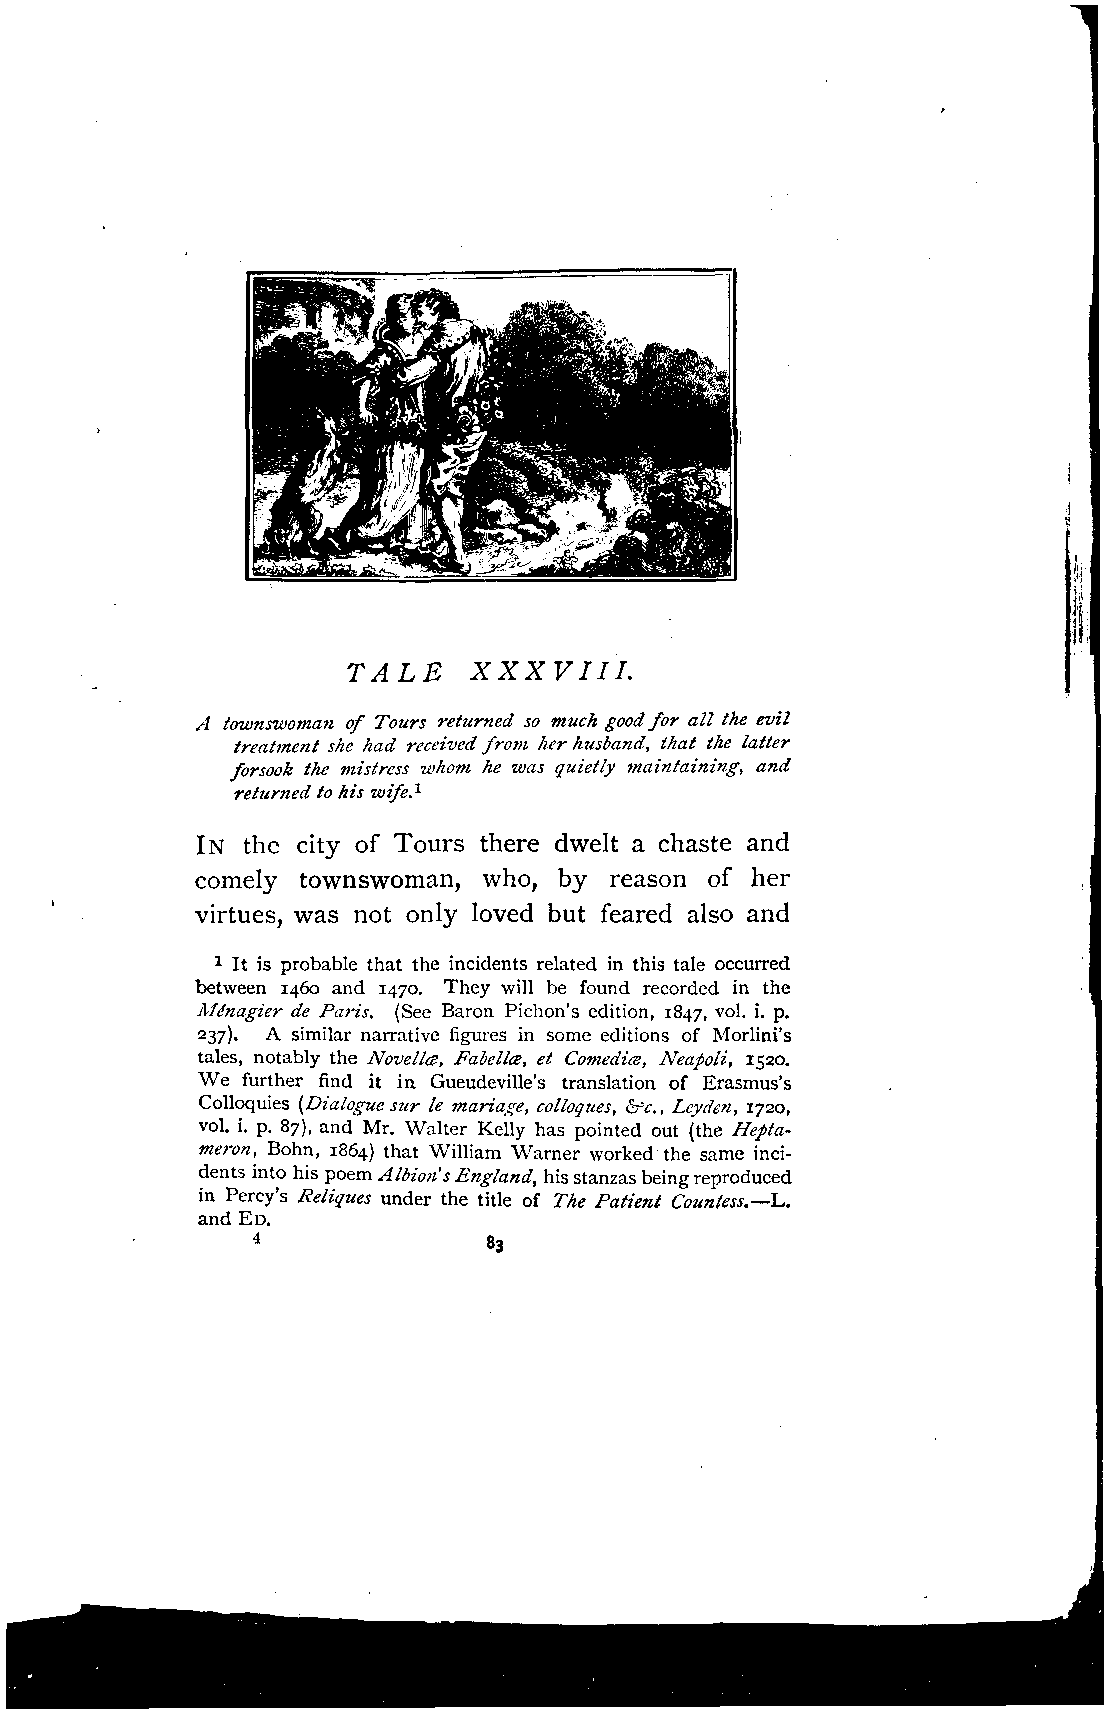 TALE XXXVIII.
A townswoman of Tours returned so much good for all the evil
treatment she had received from her husband, that the latter
forsook the mistress whom he was quietly maintaining, and
returned to his wife.¹
IN the city of Tours there dwelt a chaste and
comely townswoman, who, by reason of her
virtues, was not only loved but feared also and
¹ It is probable that the incidents related in this tale occurred
between 1460 and 1470. They will be found recorded in the
Ménagier de Paris. (See Baron Pichon's edition, 1847, vol. i. p.
237). A similar narrative figures in some editions of Morlini's
tales, notably the Novellæ, Fabellæ, et Comediæ, Neapoli, 1520.
We further find it in Gueudeville's translation of Erasmus's
Colloquies (Dialogue sur le mariage, colloques, &c., Leyden, 1720,
vol. i. p. 87), and Mr. Walter Kelly has pointed out (the Hepta-
meron, Bohn, 1864) that William Warner worked the same inci-
dents into his poem Albion's England, his stanzas being reproduced
in Percy's Reliques under the title of The Patient Countess.—L.
and ED.
4 83